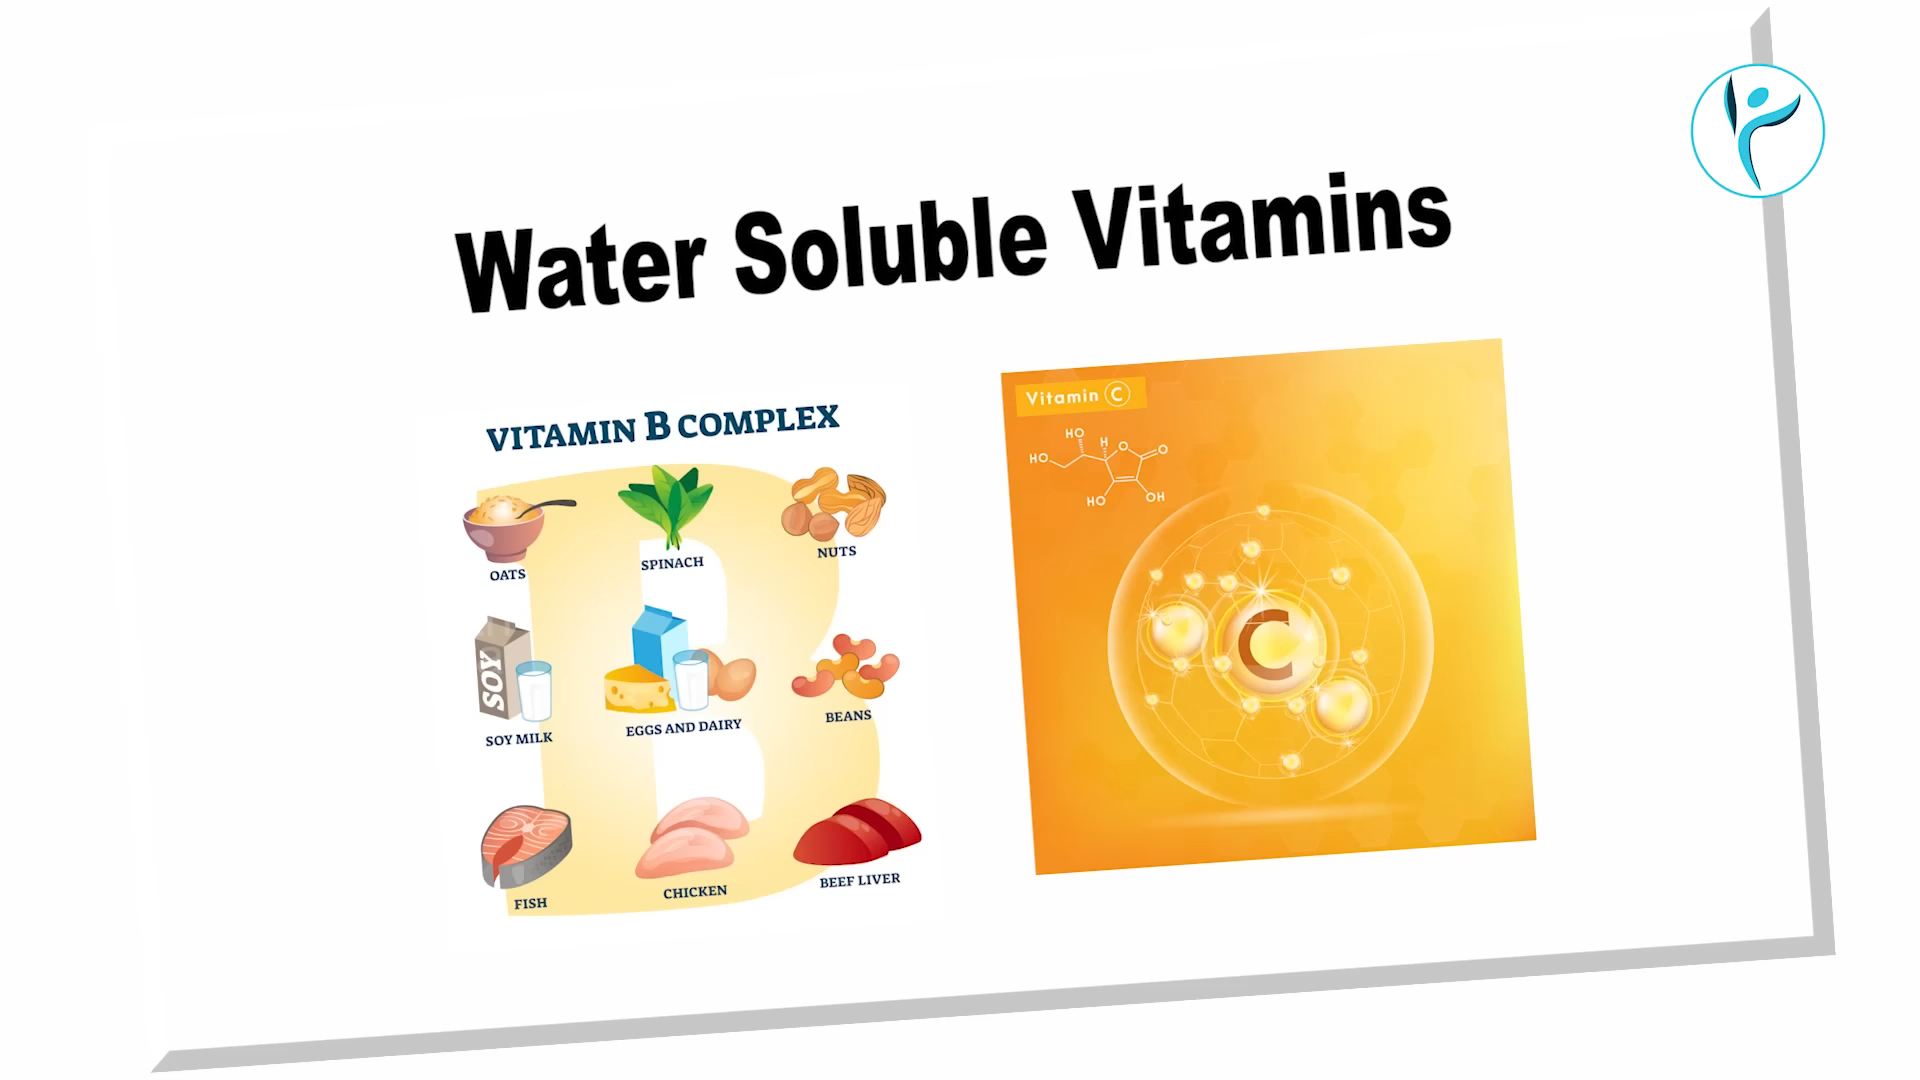 Water Soluble Vitamins
VITAMIN B COMPLEX
OATS
SPINACH
NUTS
SOY
SOY MILK
EGGS AND DAIRY
BEANS
FISH
CHICKEN
BEEF LIVER
Vitamin C
HO
HO
H
O
O
HO
OH
C